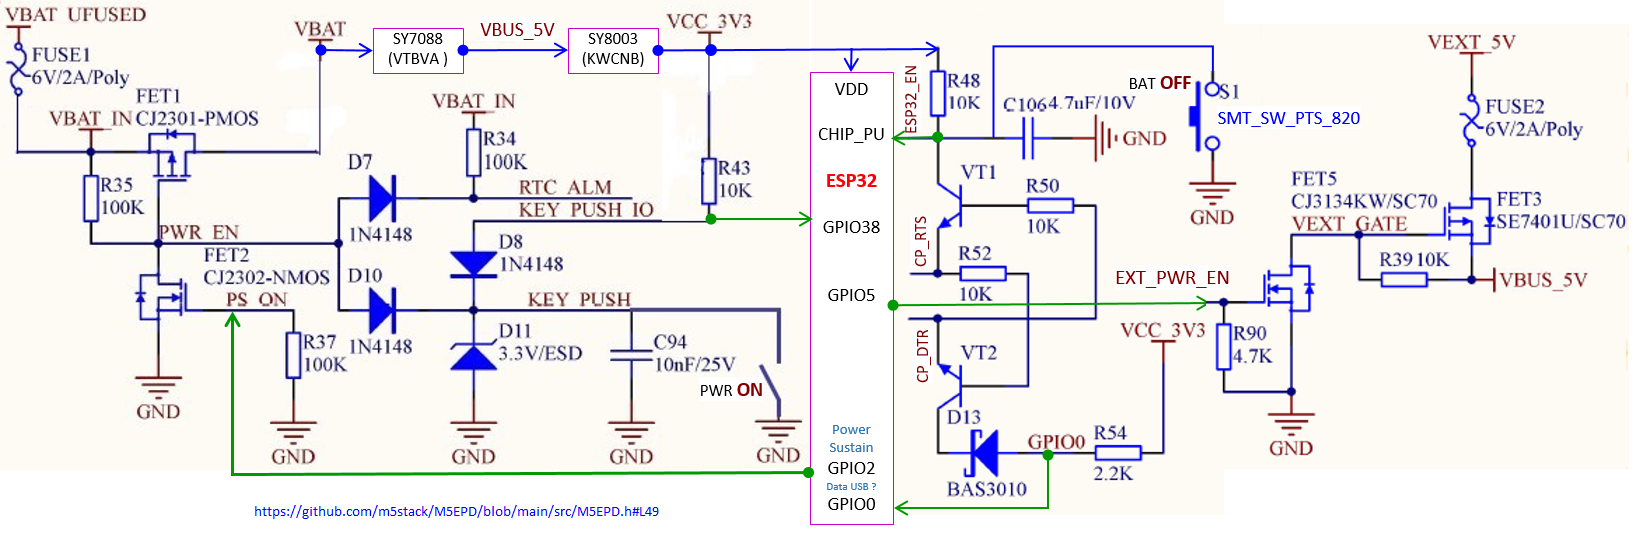 VBAT UFUSED
FUSE1
6V/2A/Poly
VBAT_IN
FET1
CJ2301-PMOS
VBAT
SY7088
(VTBVA )
VBUS_5V
SY8003
(KWCNB)
VCC_3V3
R35
100K
PWR_EN
FET2
CJ2302-NMOS
PS_ON
R37
100K
GND
GND
D7
1N4148
D10
1N4148
VBAT_IN
R34
100K
RTC_ALM
KEY_PUSH_IO
D8
1N4148
KEY_PUSH
D11
3.3V/ESD
GND
C94
10nF/25V
GND
PWR ON
GND
R43
10K
VDD
CHIP_PU
ESP32
GPIO38
GPIO5
Power
Sustain
GPIO2
Data USB ?
GPIO0
ESP32_EN
R48
10K
C106
4.7uF/10V
GND
BAT OFF
S1
SMT_SW_PTS_820
GND
VT1
R50
10K
CP_RTS
R52
10K
CP_DTR
VT2
D13
BAS3010
GPIO0
R54
2.2K
VCC_3V3
EXT_PWR_EN
R90
4.7K
GND
FET5
CJ3134KW/SC70
VEXT_GATE
R39
10K
VEXT_5V
FUSE2
6V/2A/Poly
FET3
SE7401U/SC70
VBUS_5V
https://github.com/m5stack/M5EPD/blob/main/src/M5EPD.h#L49